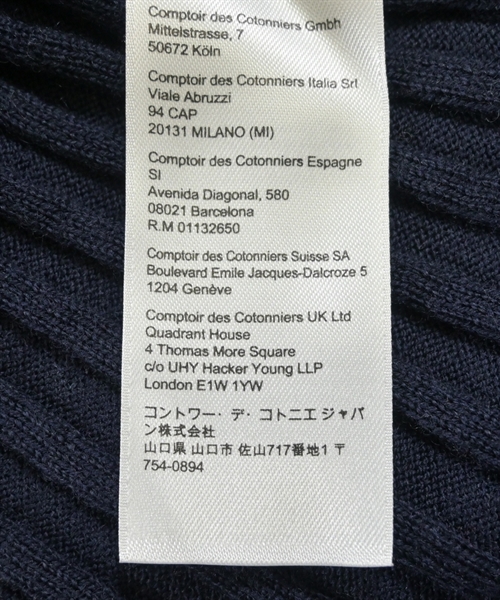 Comptoir des Cotonniers Gmbh
Mittelstrasse, 7
50672 Köln
Comptoir des Cotonniers Italia Srl
Viale Abruzzi
94 CAP
20131 MILANO (MI)
Comptoir des Cotonniers Espagne
Sl
Avenida Diagonal, 580
08021 Barcelona
R.M 01132650
Comptoir des Cotonniers Suisse SA
Boulevard Emile Jacques-Dalcroze 5
1204 Genêve
Comptoir des Cotonniers UK Ltd
Quadrant House
4 Thomas More Square
c/o UHY Hacker Young LLP
London E1W 1YW
コントワー・デ・コトニエ ジャパ
ン株式会社
山口県 山口市 佐山717番地1 〒
754-0894